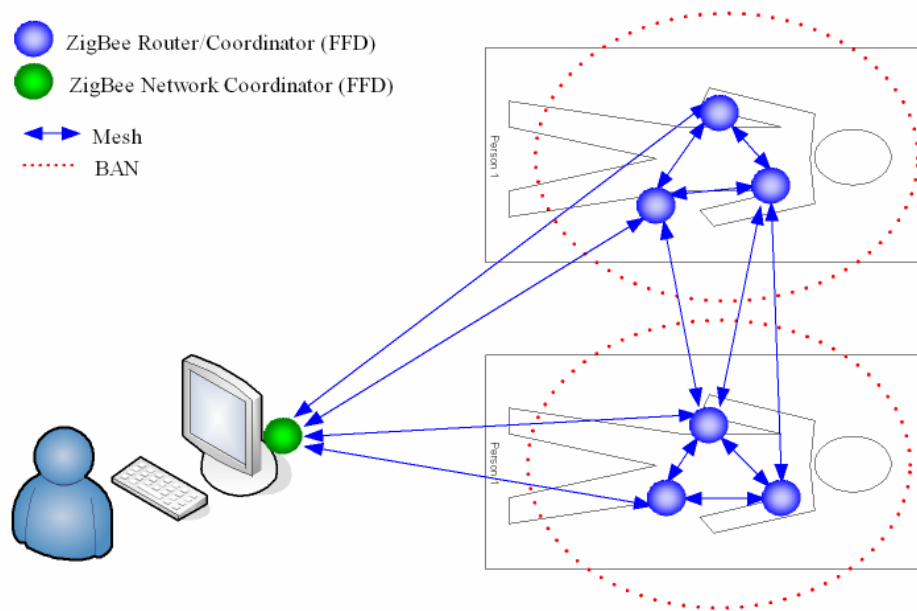 ZigBee Router/Coordinator (FFD)
ZigBee Network Coordinator (FFD)
Mesh
BAN
Person 1
Person 1